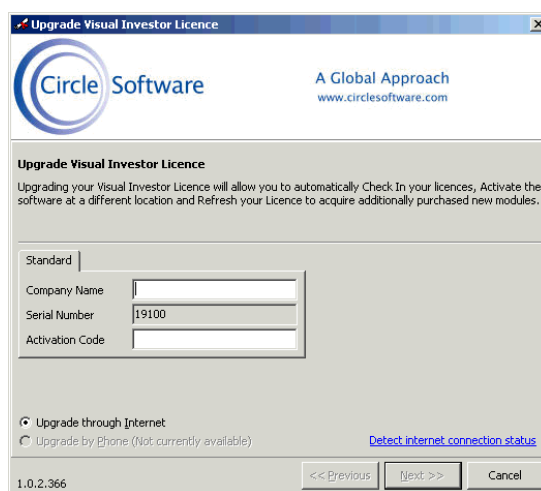 Upgrade Visual Investor Licence
Circle Software
A Global Approach
www.circlesoftware.com
Upgrade Visual Investor Licence
Upgrading your Visual Investor Licence will allow you to automatically Check In your licences, Activate the
software at a different location and Refresh your Licence to acquire additionally purchased new modules.
Standard
Company Name
Serial Number 19100
Activation Code
Upgrade through Internet
Upgrade by Phone (Not currently available)
Detect internet connection status
1.0.2.366
<< Previous
Next >>
Cancel